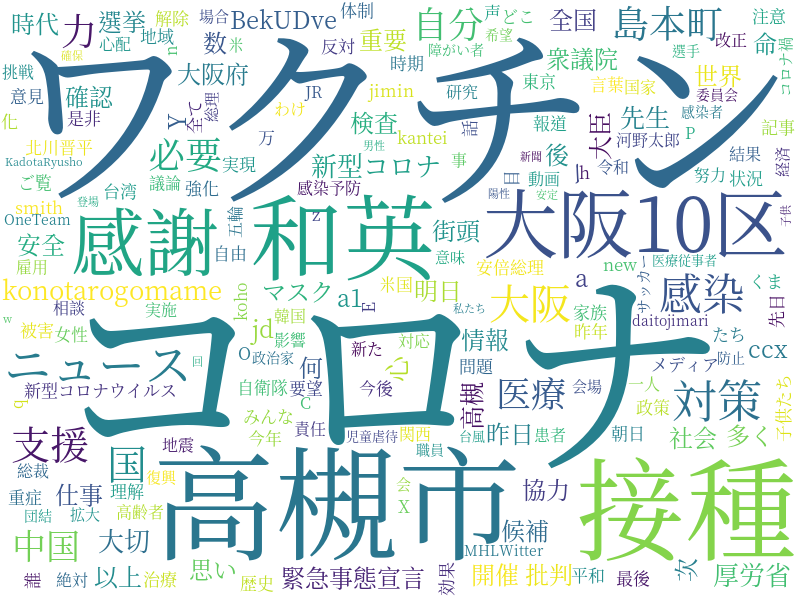 ワクチン
コロナ
高槻市
接種
和英
感謝
大阪10区
感染
対策
ニュース
支援
医療
国
必要
新型コロナ
島本町
自分
力
BekUDve
体制
選挙
時代
解除
場合
地域
心配
米
数
反対
重要
障がい者
希望
声
どこ
全国
衆議院
選手
改正
注意
命
コロナ禍
挑戦
確保
大阪府
時期
東京
言葉
国家
世界
委員会
意見
確認
全て
総理
JR
jimin
研究
先生
感染者
化
是非
Y
わけ
検査
kantei
話
報道
大臣
河野太郎
P
記事
北川晋平
KadotaRyusho
万
男性
事
新聞
後
令和
結果
経済
ご覧
台湾
実現
議論
強化
感染予防
目
動画
努力
状況
smith
登場
OneTeam
五輪
z
陽性
安定
子供
安全
自由
街頭
意味
安倍総理
new
医療従事者
雇用
konotarogomame
マスク
a1
E
米国
明日
大阪
a
家族
昨年
サッカー
くま
先日
相談
実施
koho
w
被害
女性
韓国
影響
jd
私たち
daitojimari
たち
O
政治家
何
新た
対応
心
情報
メディア
防止
ccx
新型コロナウイルス
回
自衛隊
要望
今後
問題
会場
一人
政策
子供たち
みんな
C
高槻
昨日
患者
朝日
社会
多く
今年
責任
児童虐待
関西
台風
地震
職員
総裁
復興
重症
仕事
理解
会
X
協力
団結
拡大
高齢者
候補
MHLWitter
中国
大切
誰
絶対
以上
治療
思い
歴史
緊急事態宣言
効果
開催
批判
平和
最後
次
厚労省